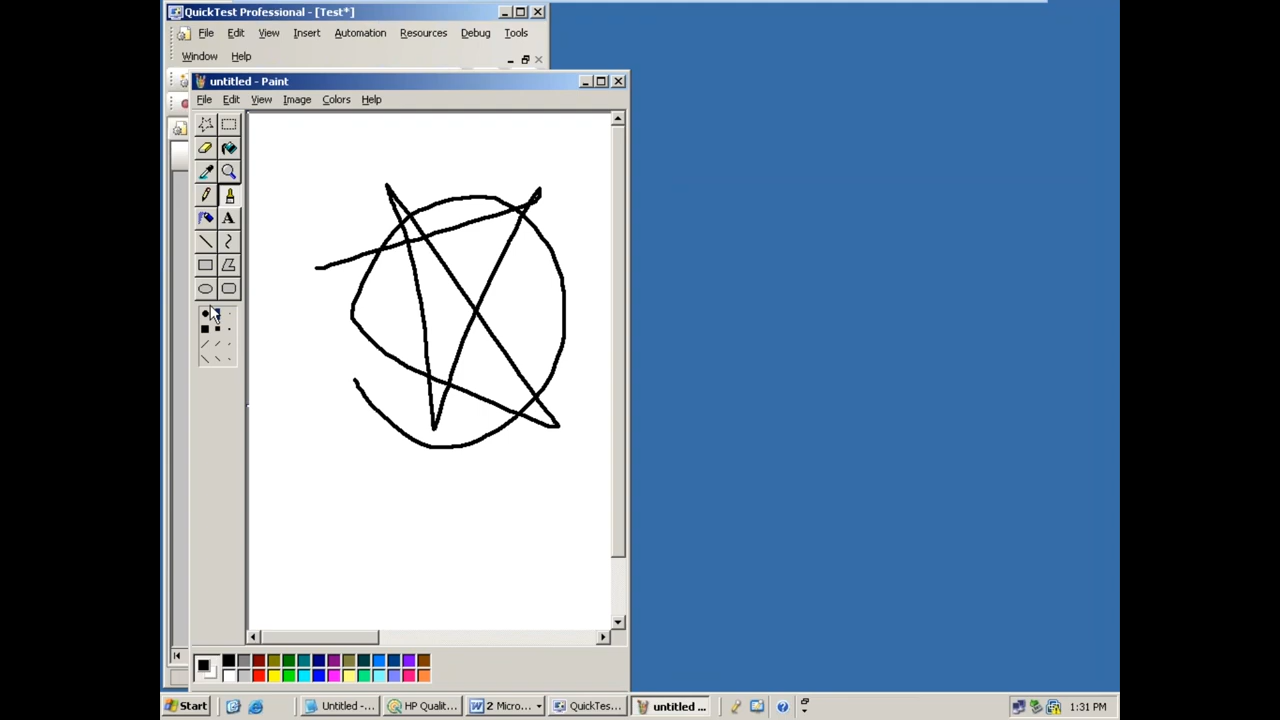 QuickTest Professional - [Test*]
File Edit View Insert Automation Resources Debug Tools
Window Help
untitled - Paint
File Edit View Image Colors Help
A
Start Untitled -... HP Qualit... 2 Micro... QuickTes... untitled ... 1:31 PM